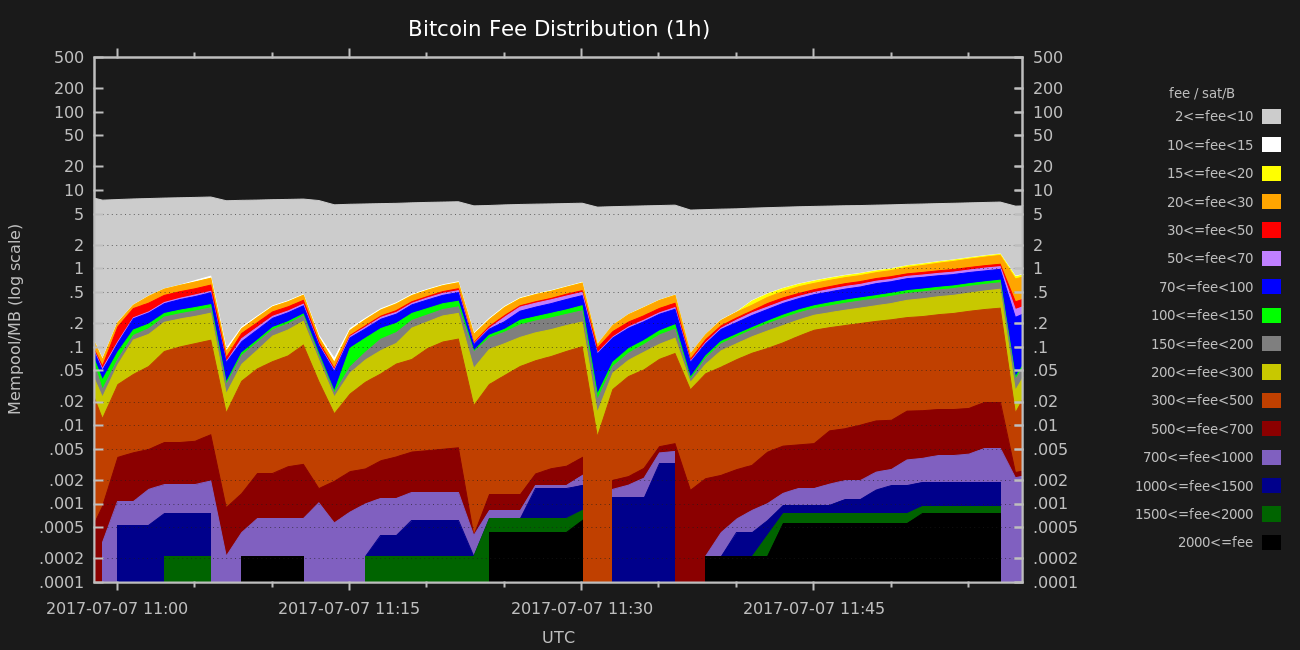 Bitcoin Fee Distribution (1h)
500 500
200 200
100 100
50 50
20 20
10 10
5 5
2 2
1 1
.5 .5
.2 .2
.1 .1
.05 .05
.02 .02
.01 .01
.005 .005
.002 .002
.001 .001
.0005 .0005
.0002 .0002
.0001 .0001
Mempool/MB (log scale)
2017-07-07 11:00 2017-07-07 11:15 2017-07-07 11:30 2017-07-07 11:45
UTC
fee / sat/B
2<=fee<10
10<=fee<15
15<=fee<20
20<=fee<30
30<=fee<50
50<=fee<70
70<=fee<100
100<=fee<150
150<=fee<200
200<=fee<300
300<=fee<500
500<=fee<700
700<=fee<1000
1000<=fee<1500
1500<=fee<2000
2000<=fee